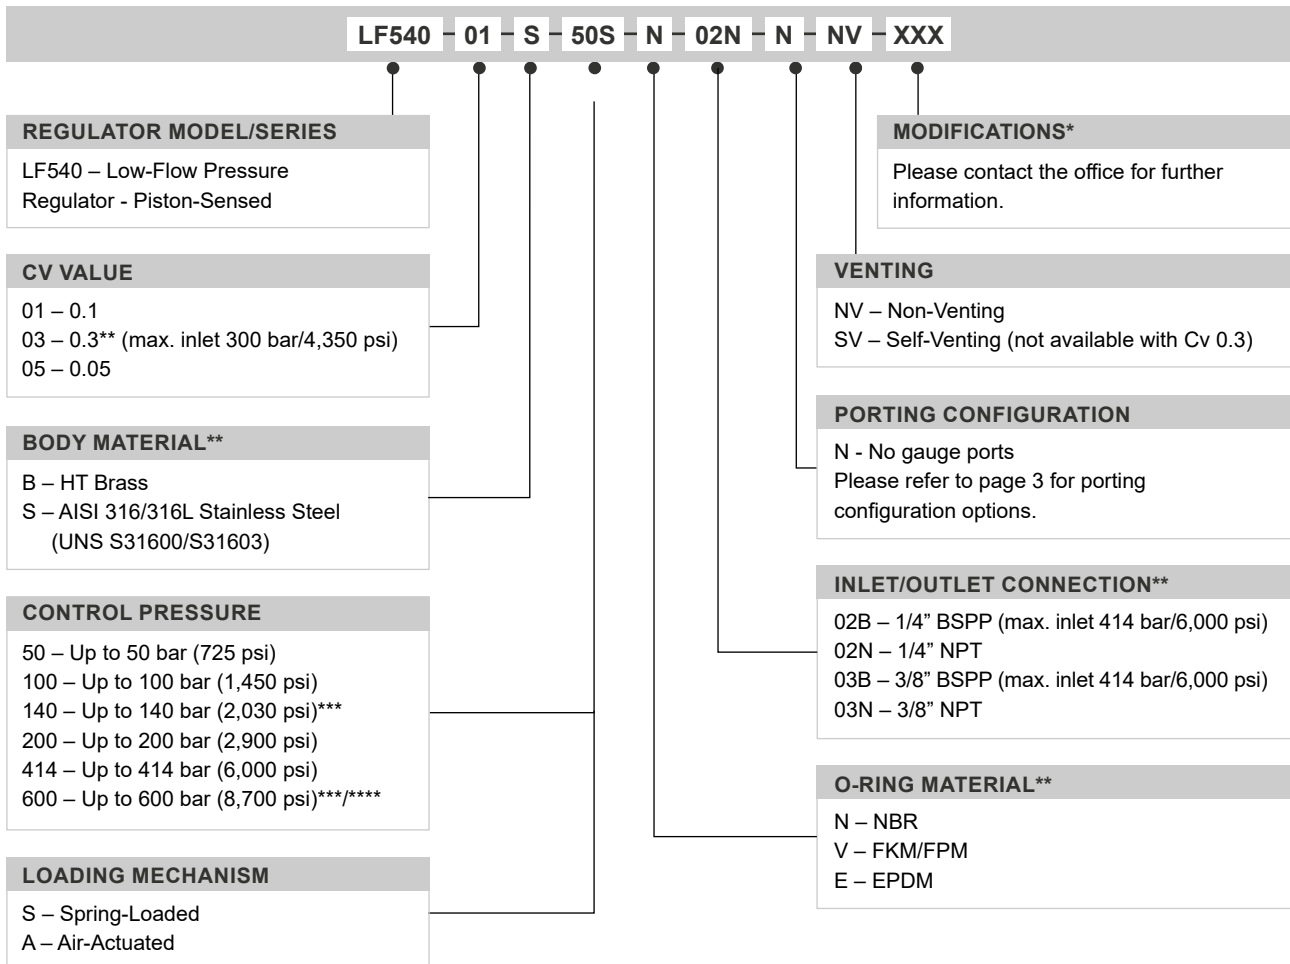 LF540 - 01 - S - 50S - N - 02N - N - NV - XXX
REGULATOR MODEL/SERIES
LF540 – Low-Flow Pressure
Regulator - Piston-Sensed
CV VALUE
01 – 0.1
03 – 0.3** (max. inlet 300 bar/4,350 psi)
05 – 0.05
BODY MATERIAL**
B – HT Brass
S – AISI 316/316L Stainless Steel
(UNS S31600/S31603)
CONTROL PRESSURE
50 – Up to 50 bar (725 psi)
100 – Up to 100 bar (1,450 psi)
140 – Up to 140 bar (2,030 psi)***
200 – Up to 200 bar (2,900 psi)
414 – Up to 414 bar (6,000 psi)
600 – Up to 600 bar (8,700 psi)***/****
LOADING MECHANISM
S – Spring-Loaded
A – Air-Actuated
MODIFICATIONS*
Please contact the office for further
information.
VENTING
NV – Non-Venting
SV – Self-Venting (not available with Cv 0.3)
PORTING CONFIGURATION
N - No gauge ports
Please refer to page 3 for porting
configuration options.
INLET/OUTLET CONNECTION**
02B – 1/4” BSPP (max. inlet 414 bar/6,000 psi)
02N – 1/4” NPT
03B – 3/8” BSPP (max. inlet 414 bar/6,000 psi)
03N – 3/8” NPT
O-RING MATERIAL**
N – NBR
V – FKM/FPM
E – EPDM